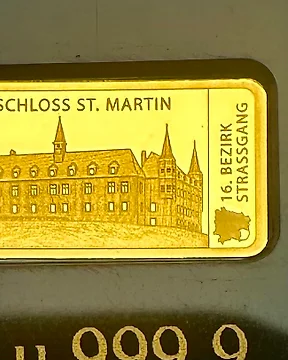 SCHLOSS ST. MARTIN
16. BEZIRK
STRASSGANG
u 999 9